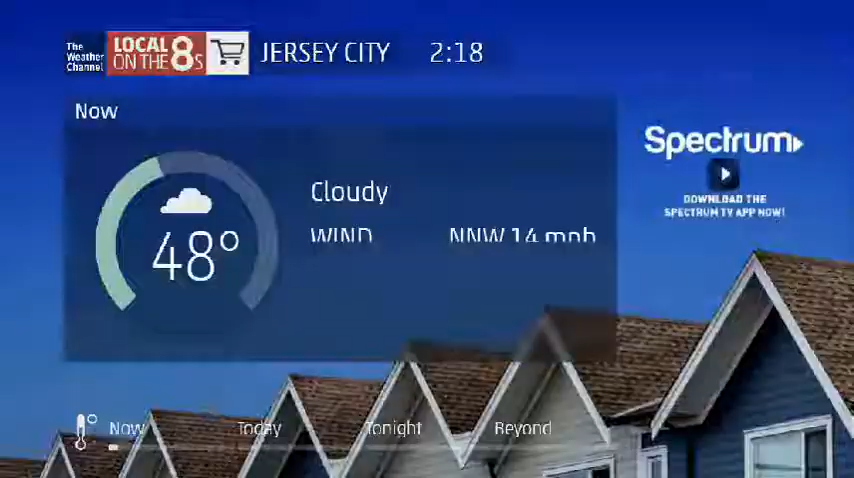 The Weather Channel
LOCAL ON THE 8s
JERSEY CITY 2:18
Now
Cloudy
48°
WIND NNW 14 mph
Spectrum
DOWNLOAD THE
SPECTRUM TV APP NOW!
Now Today Tonight Beyond